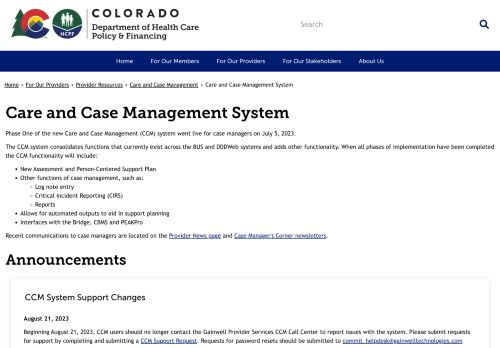 COLORADO
Department of Health Care
Policy & Financing
HCPF
Search
Home For Our Members For Our Providers For Our Stakeholders About Us
Home › For Our Providers › Provider Resources › Care and Case Management › Care and Case Management System
Care and Case Management System
Phase One of the new Care and Case Management (CCM) system went live for case managers on July 5, 2023.
The CCM system consolidates functions that currently exist across the BUS and DDDWeb systems and adds other functionality. When all phases of implementation have been completed
the CCM functionality will include:
• New Assessment and Person-Centered Support Plan
• Other functions of case management, such as:
◦ Log note entry
◦ Critical Incident Reporting (CIRS)
◦ Reports
• Allows for automated outputs to aid in support planning
• Interfaces with the Bridge, CBMS and PEAKPro
Recent communications to case managers are located on the Provider News page and Case Manager's Corner newsletters.
Announcements
CCM System Support Changes
August 21, 2023
Beginning August 21, 2023, CCM users should no longer contact the Gainwell Provider Services CCM Call Center to report issues with the system. Please submit requests
for support by completing and submitting a CCM Support Request. Requests for password resets should be submitted to commit_helpdesk@gainwelltechnologies.com